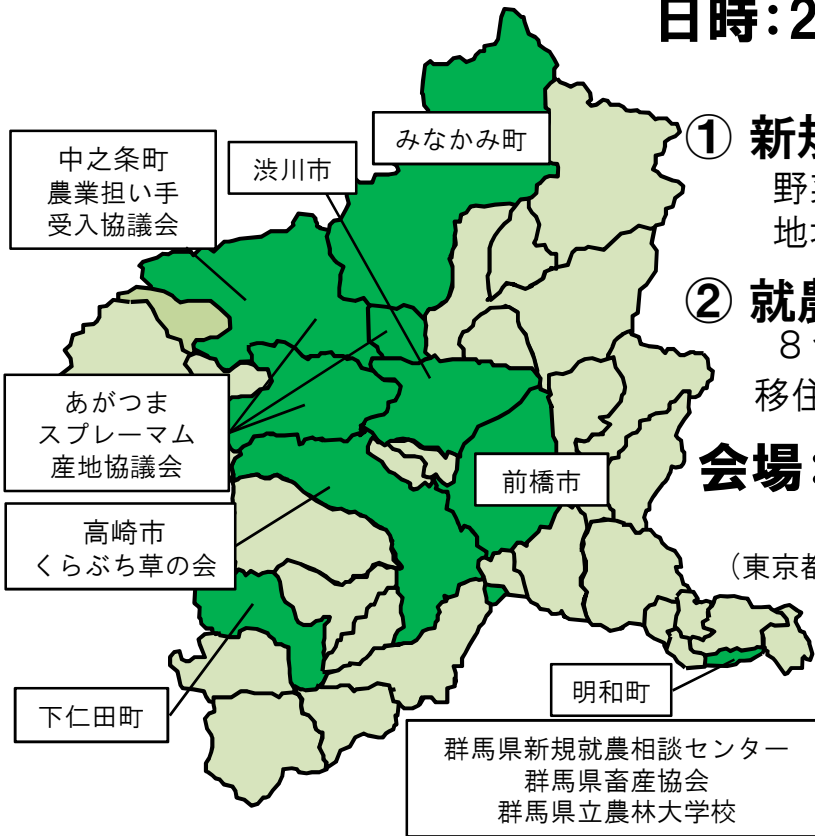 日時：2
みなかみ町
中之条町
農業担い手
受入協議会
渋川市
① 新規
野菜
地域
② 就農
８つ
移住
あがつま
スプレーマム
産地協議会
前橋市
会場：
高崎市
くらぶち草の会
（東京都
下仁田町
明和町
群馬県新規就農相談センター
群馬県畜産協会
群馬県立農林大学校